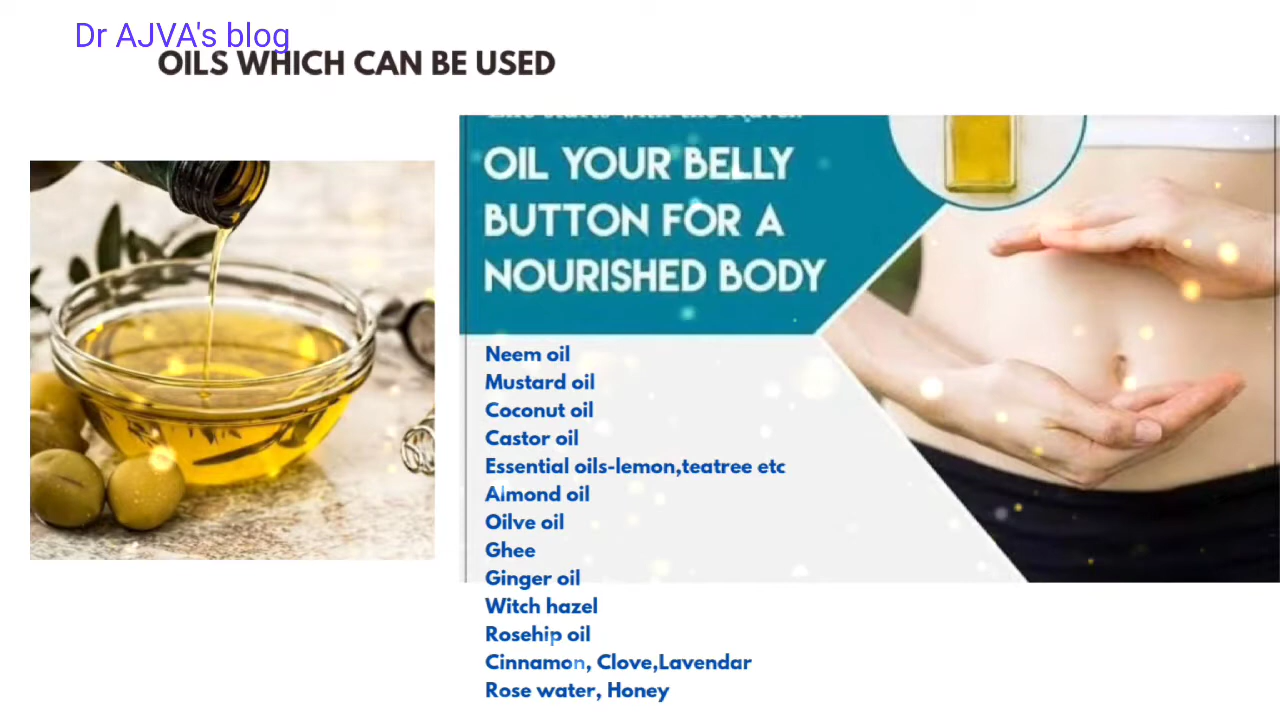 Dr AJVA's blog
OILS WHICH CAN BE USED
OIL YOUR BELLY
BUTTON FOR A
NOURISHED BODY
Neem oil
Mustard oil
Coconut oil
Castor oil
Essential oils-lemon,teatree etc
Almond oil
Oilve oil
Ghee
Ginger oil
Witch hazel
Rosehip oil
Cinnamon, Clove,Lavendar
Rose water, Honey